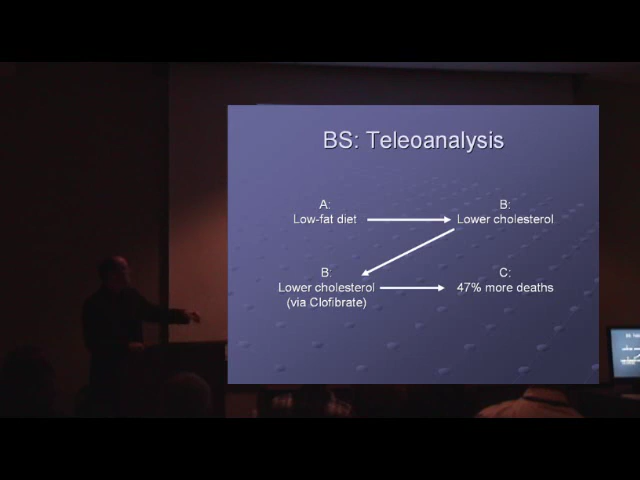 BS: Teleoanalysis
A:
Low-fat diet
B:
Lower cholesterol
B:
Lower cholesterol
(via Clofibrate)
C:
47% more deaths